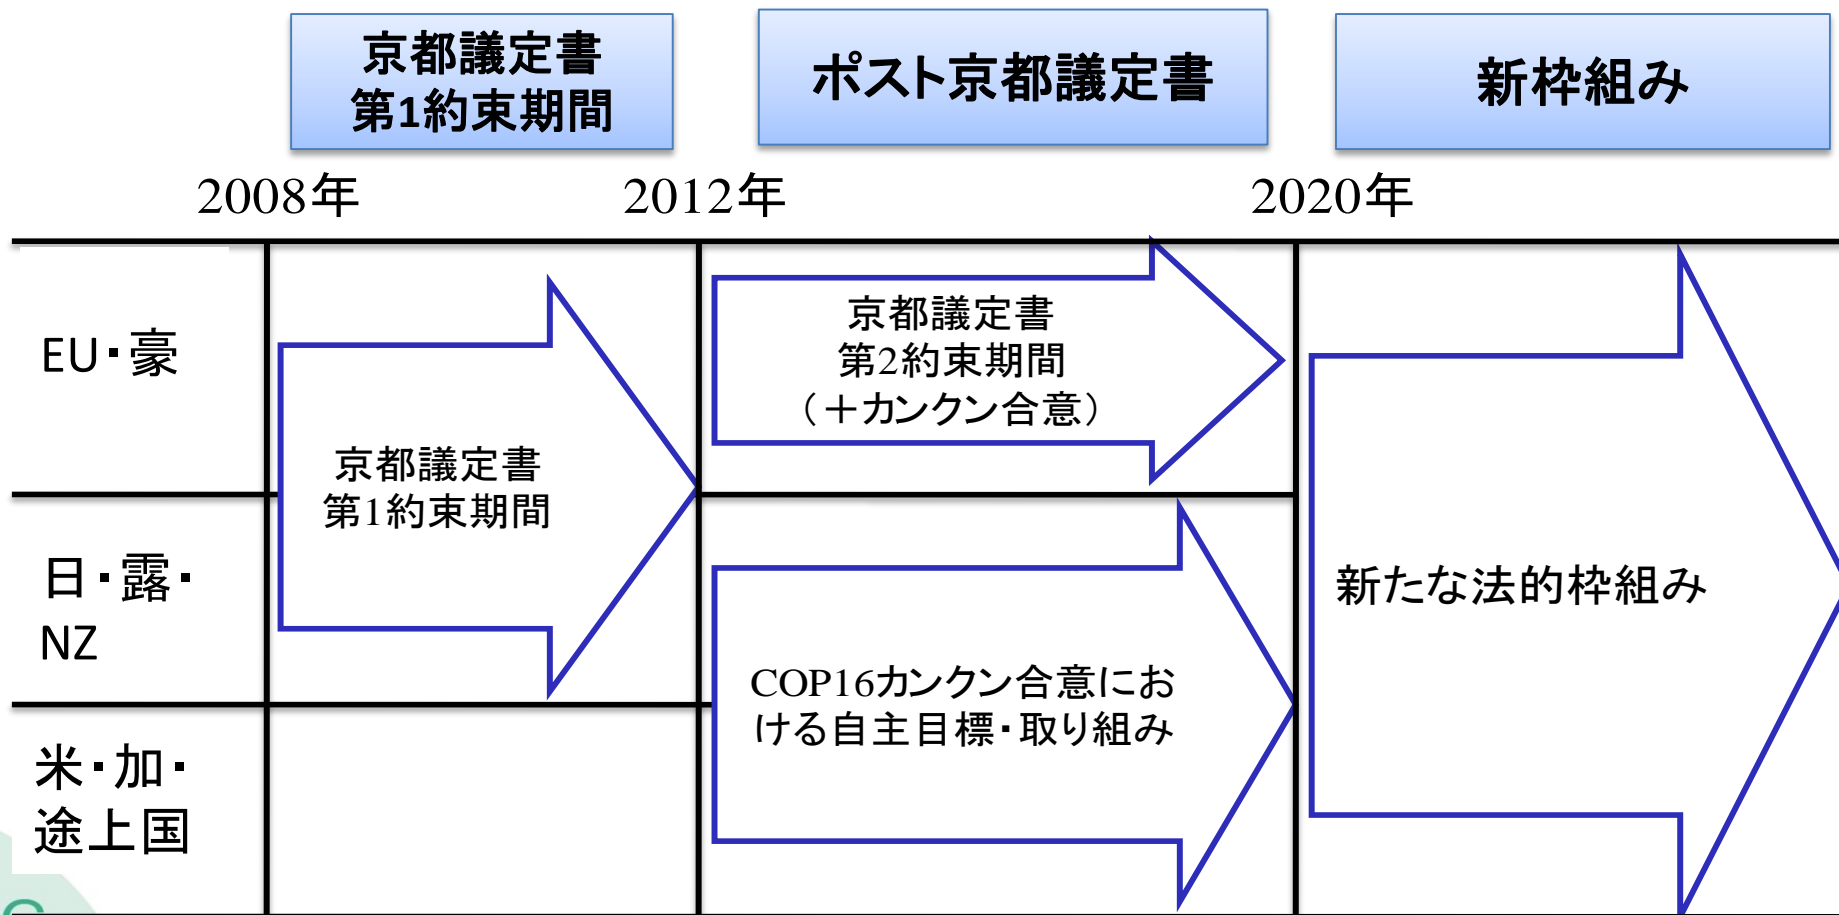 京都議定書
第1約束期間
ポスト京都議定書
新枠組み
2008年
2012年
2020年
EU・豪
京都議定書
第2約束期間
（＋カンクン合意）
京都議定書
第1約束期間
日・露・
NZ
新たな法的枠組み
COP16カンクン合意にお
ける自主目標・取り組み
米・加・
途上国